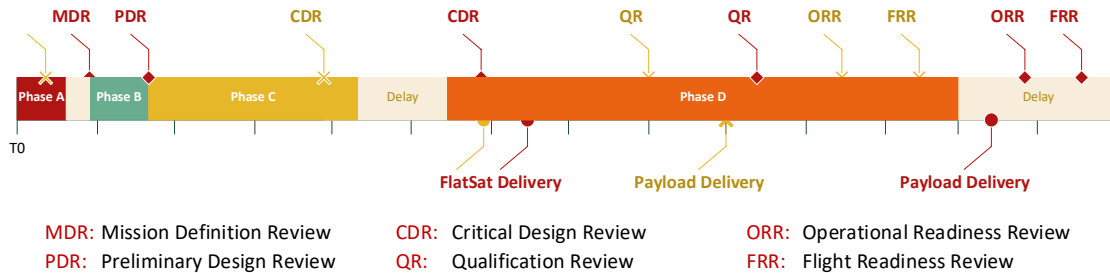 MDR PDR CDR CDR QR QR ORR FRR ORR FRR
Phase A Phase B Phase C Delay Phase D Delay
T0
FlatSat Delivery Payload Delivery Payload Delivery
MDR: Mission Definition Review CDR: Critical Design Review ORR: Operational Readiness Review
PDR: Preliminary Design Review QR: Qualification Review FRR: Flight Readiness Review